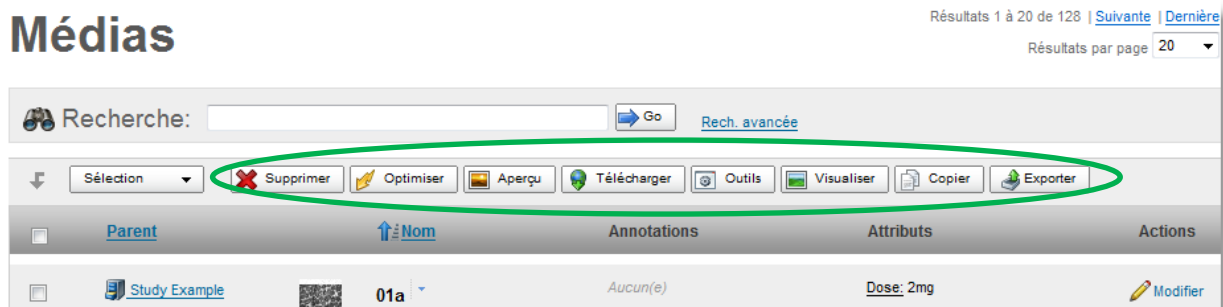 Médias
Résultats 1 à 20 de 128 | Suivante | Dernière
Résultats par page 20
Recherche: Go Rech. avancée
Sélection Supprimer Optimiser Aperçu Télécharger Outils Visualiser Copier Exporter
Parent Nom Annotations Attributs Actions
Study Example 01a Aucun(e) Dose: 2mg Modifier